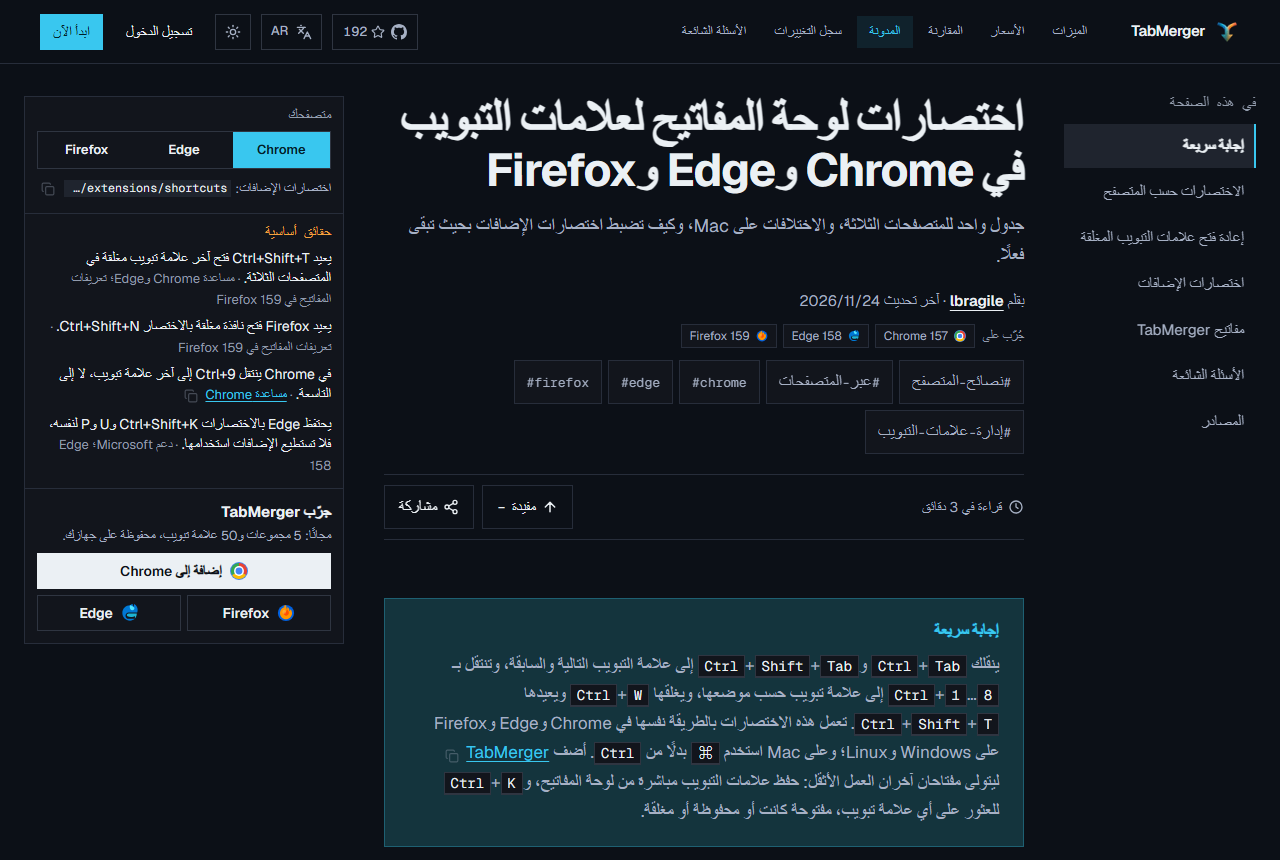 TabMerger
الميزات
الأسعار
المقارنة
المدونة
سجل التغييرات
الأسئلة الشائعة
192
AR
تسجيل الدخول
ابدأ الآن
في هذه الصفحة
إجابة سريعة
الاختصارات حسب المتصفح
إعادة فتح علامات التبويب المغلقة
اختصارات الإضافات
مفاتيح TabMerger
الأسئلة الشائعة
المصادر
اختصارات لوحة المفاتيح لعلامات التبويب
في Chrome وEdge وFirefox
جدول واحد للمتصفحات الثلاثة، والاختلافات على Mac، وكيف تضبط اختصارات الإضافات بحيث تبقى
فعلًا.
بقلم lbragile · آخر تحديث 2026/11/24
جُرّب على
Chrome 157
Edge 158
Firefox 159
#نصائح-المتصفح
#عبر-المتصفحات
#chrome
#edge
#firefox
#إدارة-علامات-التبويب
قراءة في 3 دقائق
مفيدة –
مشاركة
إجابة سريعة
ينقلك Ctrl+Tab وCtrl+Shift+Tab إلى علامة التبويب التالية والسابقة، وتنتقل بـ
Ctrl+1…8 إلى علامة تبويب حسب موضعها، ويغلقها Ctrl+W ويعيدها
Ctrl+Shift+T. تعمل هذه الاختصارات بالطريقة نفسها في Chrome وEdge وFirefox
على Windows وLinux؛ وعلى Mac استخدم ⌘ بدلًا من Ctrl. أضف TabMerger
ليتولى مفتاحان آخران العمل الأثقل: حفظ علامات التبويب مباشرة من لوحة المفاتيح، وCtrl+K
للعثور على أي علامة تبويب، مفتوحة كانت أو محفوظة أو مغلقة.
متصفحك
Chrome
Edge
Firefox
اختصارات الإضافات: …/extensions/shortcuts
حقائق أساسية
يعيد Ctrl+Shift+T فتح آخر علامة تبويب مغلقة في
المتصفحات الثلاثة. · مساعدة Chrome وEdge؛ تعريفات
المفاتيح في Firefox 159
يعيد Firefox فتح نافذة مغلقة بالاختصار Ctrl+Shift+N. ·
تعريفات المفاتيح في Firefox 159
في Chrome ينتقل Ctrl+9 إلى آخر علامة تبويب، لا إلى
التاسعة. · مساعدة Chrome
يحتفظ Edge بالاختصارات Ctrl+Shift+K وU وP لنفسه،
فلا تستطيع الإضافات استخدامها. · دعم Microsoft؛ Edge
158
جرّب TabMerger
مجانًا: 5 مجموعات و50 علامة تبويب، محفوظة على جهازك.
إضافة إلى Chrome
Firefox
Edge